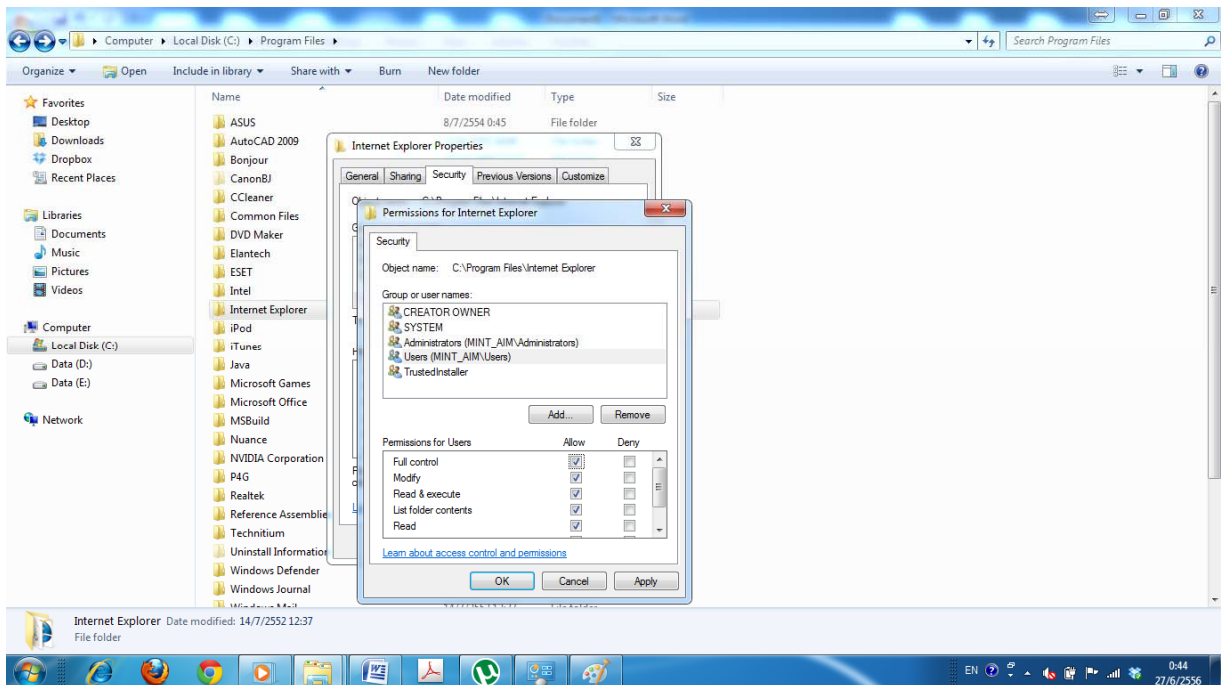 Computer ▸ Local Disk (C:) ▸ Program Files ▸
Search Program Files
Organize Open Include in library Share with Burn New folder
Favorites
Desktop
Downloads
Dropbox
Recent Places
Libraries
Documents
Music
Pictures
Videos
Computer
Local Disk (C:)
Data (D:)
Data (E:)
Network
Name Date modified Type Size
ASUS 8/7/2554 0:45 File folder
AutoCAD 2009
Bonjour
CanonBJ
CCleaner
Common Files
DVD Maker
Elantech
ESET
Intel
Internet Explorer
iPod
iTunes
Java
Microsoft Games
Microsoft Office
MSBuild
Nuance
NVIDIA Corporation
P4G
Realtek
Reference Assemblie
Technitium
Uninstall Information
Windows Defender
Windows Journal
Windows Mail
Internet Explorer Properties
General Sharing Security Previous Versions Customize
Permissions for Internet Explorer
Security
Object name: C:\Program Files\Internet Explorer
Group or user names:
CREATOR OWNER
SYSTEM
Administrators (MINT_AIM\Administrators)
Users (MINT_AIM\Users)
TrustedInstaller
Add... Remove
Permissions for Users Allow Deny
Full control
Modify
Read & execute
List folder contents
Read
Learn about access control and permissions
OK Cancel Apply
Internet Explorer Date modified: 14/7/2552 12:37
File folder
EN 0:44
27/6/2556